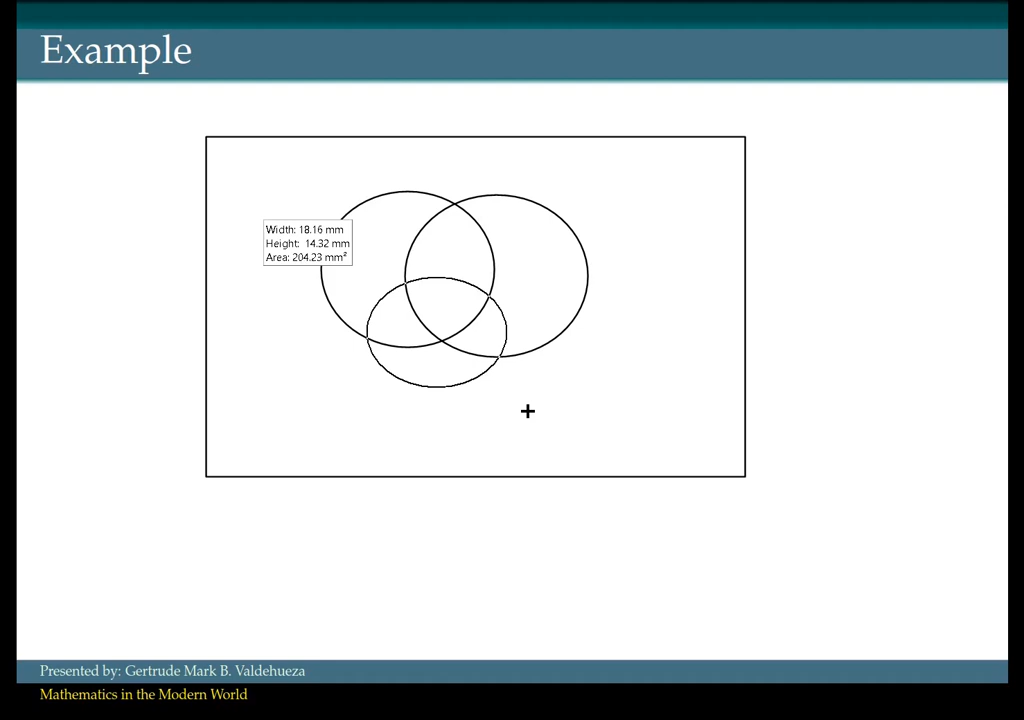 Example
Width: 18.16 mm
Height: 14.32 mm
Area: 204.23 mm²
Presented by: Gertrude Mark B. Valdehueza
Mathematics in the Modern World